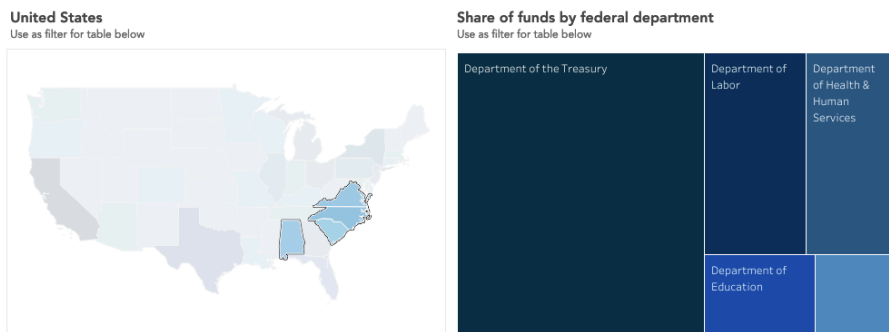 United States
Use as filter for table below
Share of funds by federal department
Use as filter for table below
Department of the Treasury
Department of
Labor
Department
of Health &
Human
Services
Department of
Education